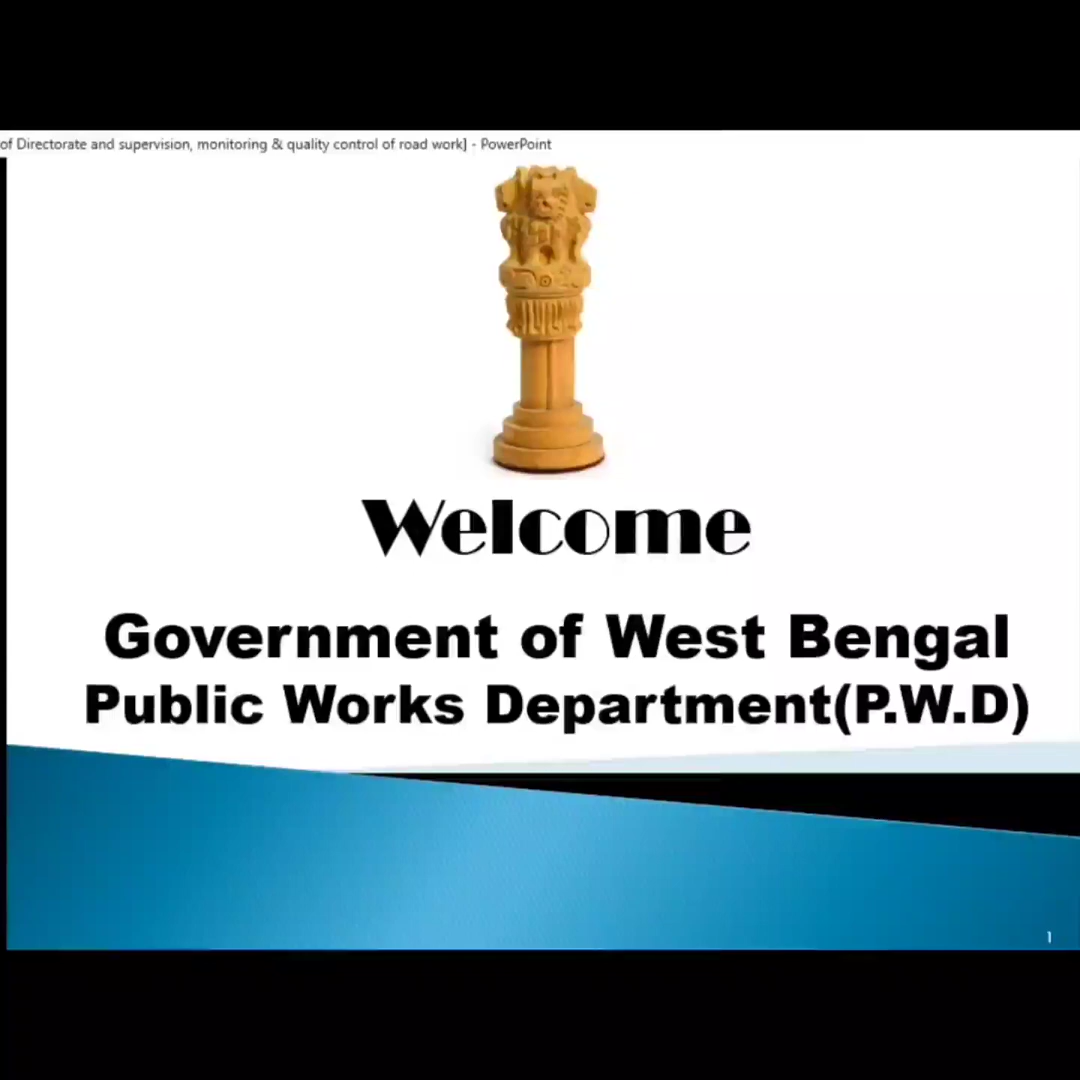 of Directorate and supervision, monitoring & quality control of road work] - PowerPoint
Welcome
Government of West Bengal
Public Works Department(P.W.D)
1